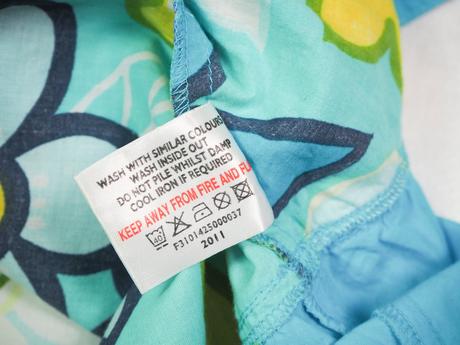 WASH WITH SIMILAR COLOURS
WASH INSIDE OUT
DO NOT PILE WHILST DAMP
COOL IRON IF REQUIRED
KEEP AWAY FROM FIRE AND FL
40
F3101425000037
2011